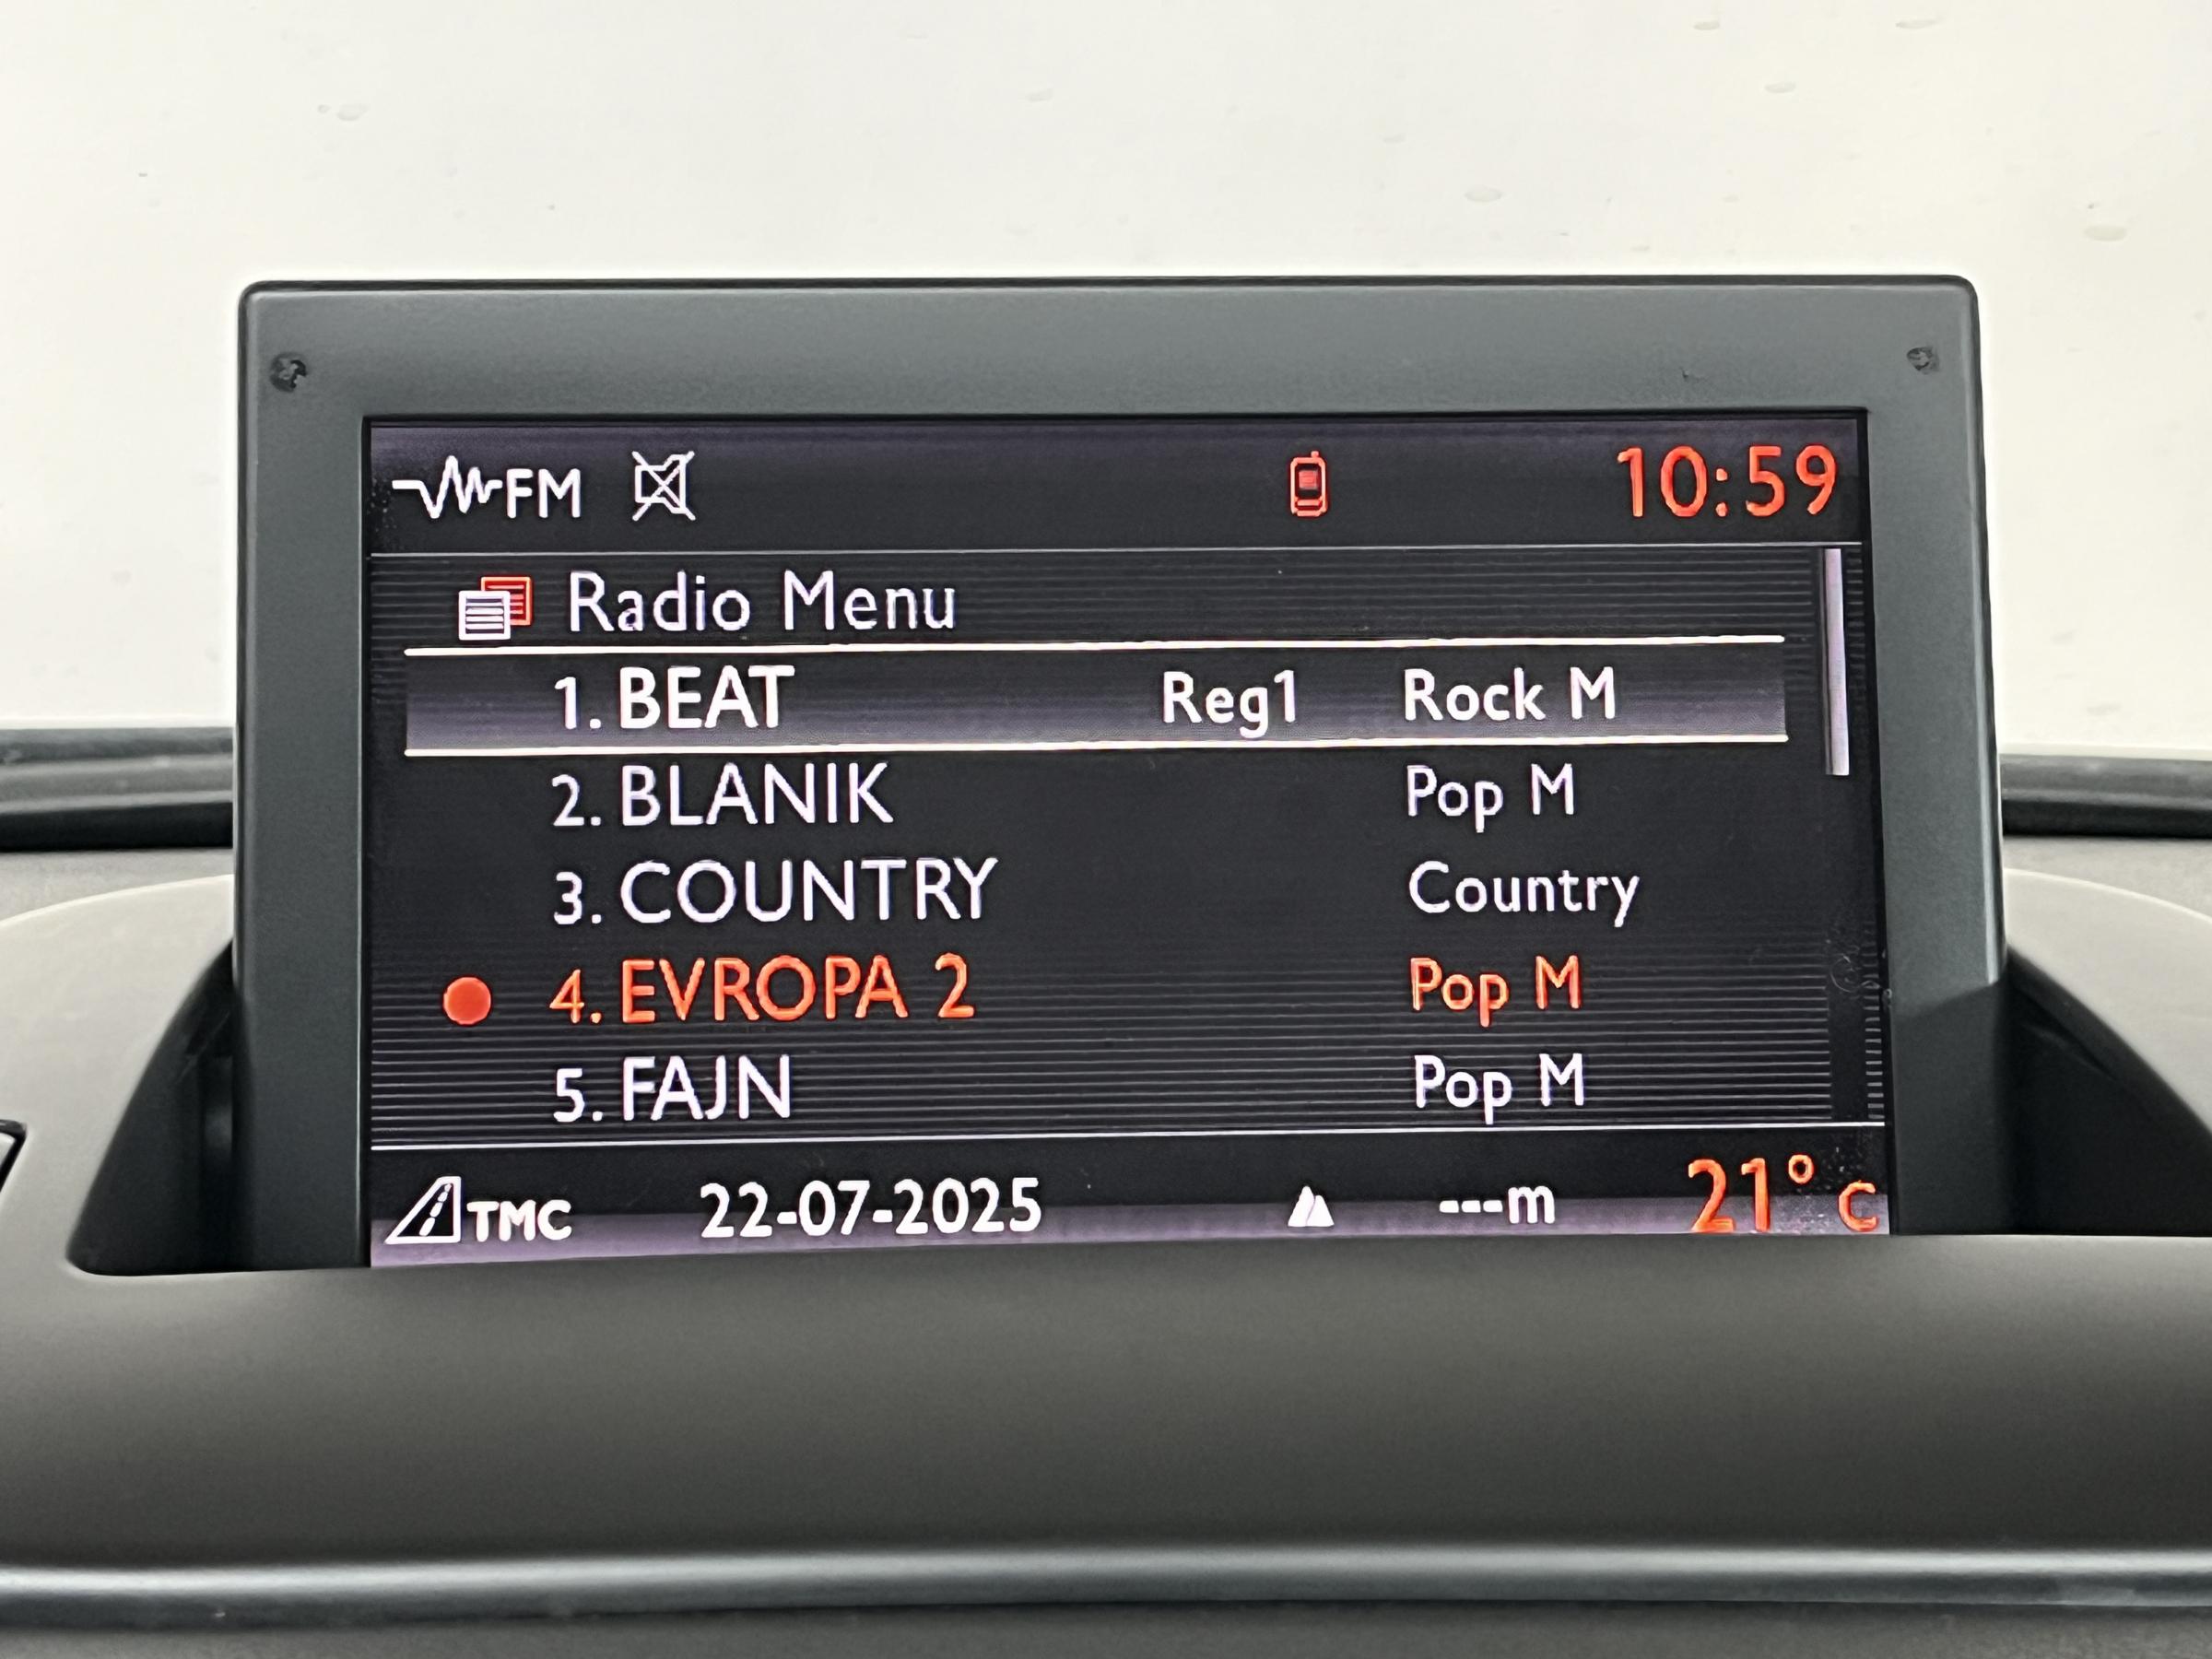 FM 10:59
Radio Menu
1. BEAT Reg1 Rock M
2. BLANIK Pop M
3. COUNTRY Country
4. EVROPA 2 Pop M
5. FAJN Pop M
TMC 22-07-2025 ---m 21° C